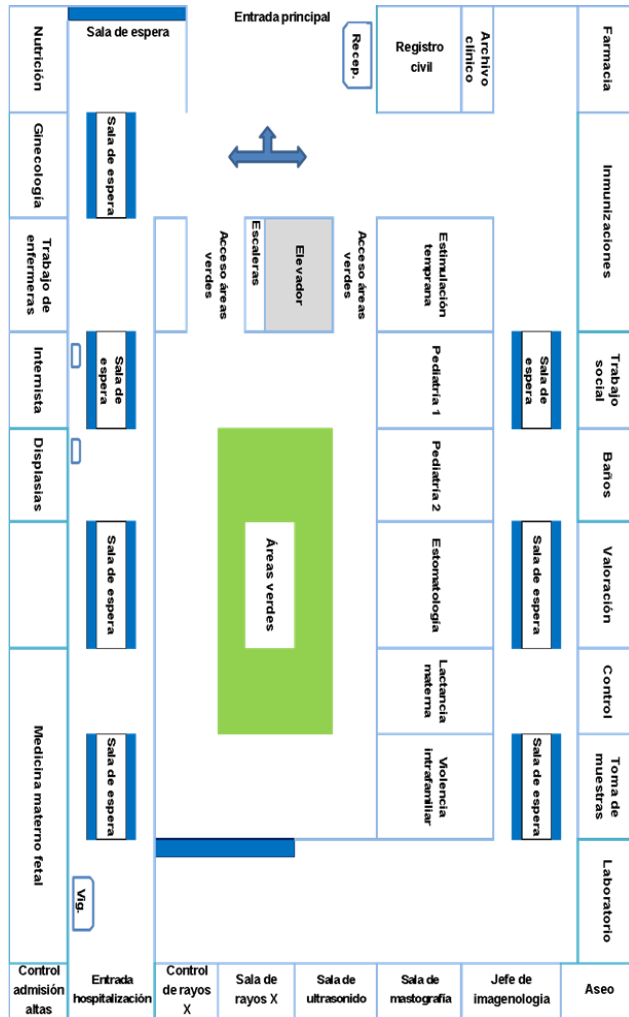 Entrada principal
Sala de espera
Nutrición
Recep.
Registro
civil
Archivo
clínico
Farmacia
Ginecología
Sala de espera
Inmunizaciones
Trabajo de
enfermeras
Acceso áreas
verdes
Escaleras
Elevador
Acceso áreas
verdes
Estimulación
temprana
Internista
Sala de
espera
Pediatría 1
Sala de
espera
Trabajo
social
Displasias
Pediatría 2
Baños
Sala de espera
Áreas verdes
Estomatología
Sala de espera
Valoración
Lactancia
materna
Control
Medicina materno fetal
Sala de espera
Violencia
intrafamiliar
Sala de espera
Toma de
muestras
Vig.
Laboratorio
Control
admisión
altas
Entrada
hospitalización
Control
de rayos
X
Sala de
rayos X
Sala de
ultrasonido
Sala de
mastografía
Jefe de
imagenología
Aseo